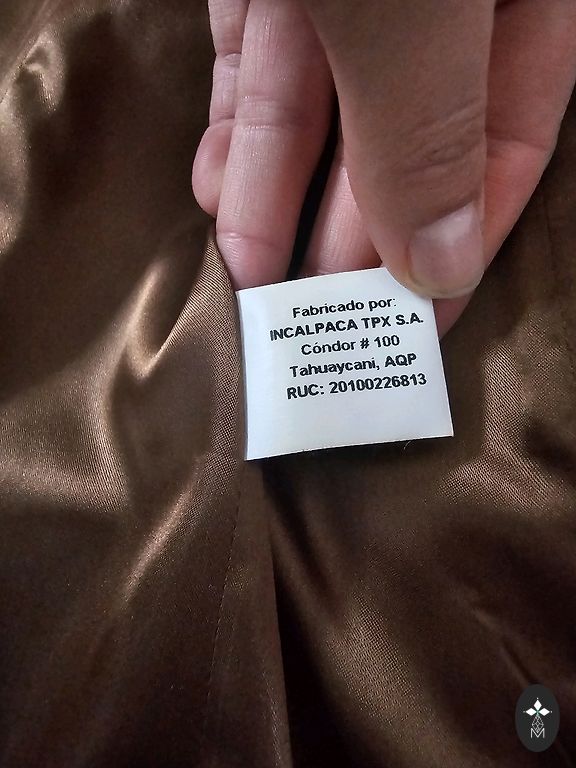 Fabricado por:
INCALPACA TPX S.A.
Cóndor # 100
Tahuaycani, AQP
RUC: 20100226813
M